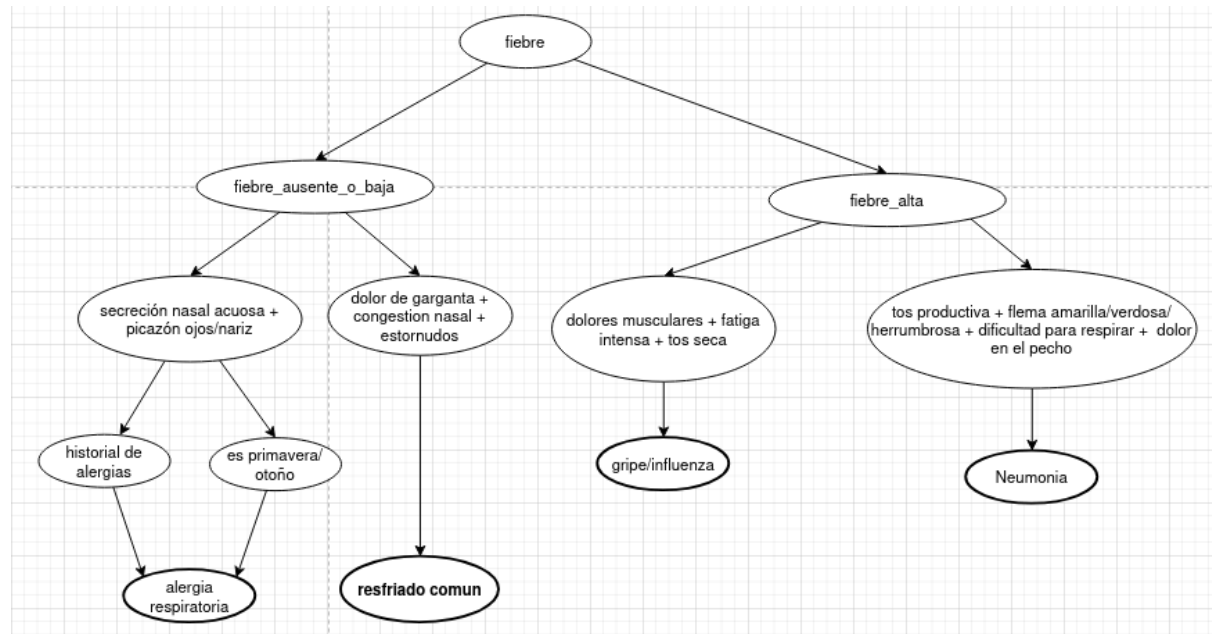 fiebre
fiebre_ausente_o_baja
fiebre_alta
secreción nasal acuosa +
picazón ojos/nariz
dolor de garganta +
congestion nasal +
estornudos
dolores musculares + fatiga
intensa + tos seca
tos productiva + flema amarilla/verdosa/
herrumbrosa + dificultad para respirar + dolor
en el pecho
historial de
alergias
es primavera/
otoño
gripe/influenza
Neumonia
alergia
respiratoria
resfriado comun